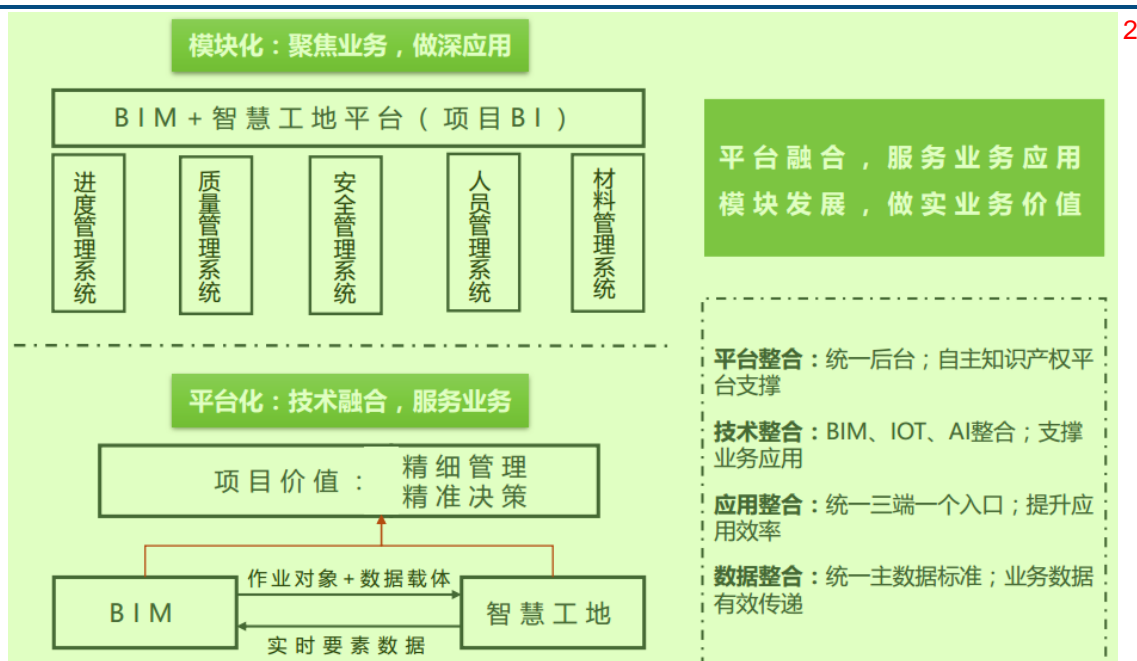 模块化：聚焦业务，做深应用
BIM+智慧工地平台（项目BI）
进度管理系统
质量管理系统
安全管理系统
人员管理系统
材料管理系统
平台化：技术融合，服务业务
项目价值：
精细管理
精准决策
作业对象+数据载体
BIM
智慧工地
实时要素数据
2
平台融合，服务业务应用
模块发展，做实业务价值
平台整合：统一后台；自主知识产权平
台支撑
技术整合：BIM、IOT、AI整合；支撑
业务应用
应用整合：统一三端一个入口；提升应
用效率
数据整合：统一主数据标准；业务数据
有效传递